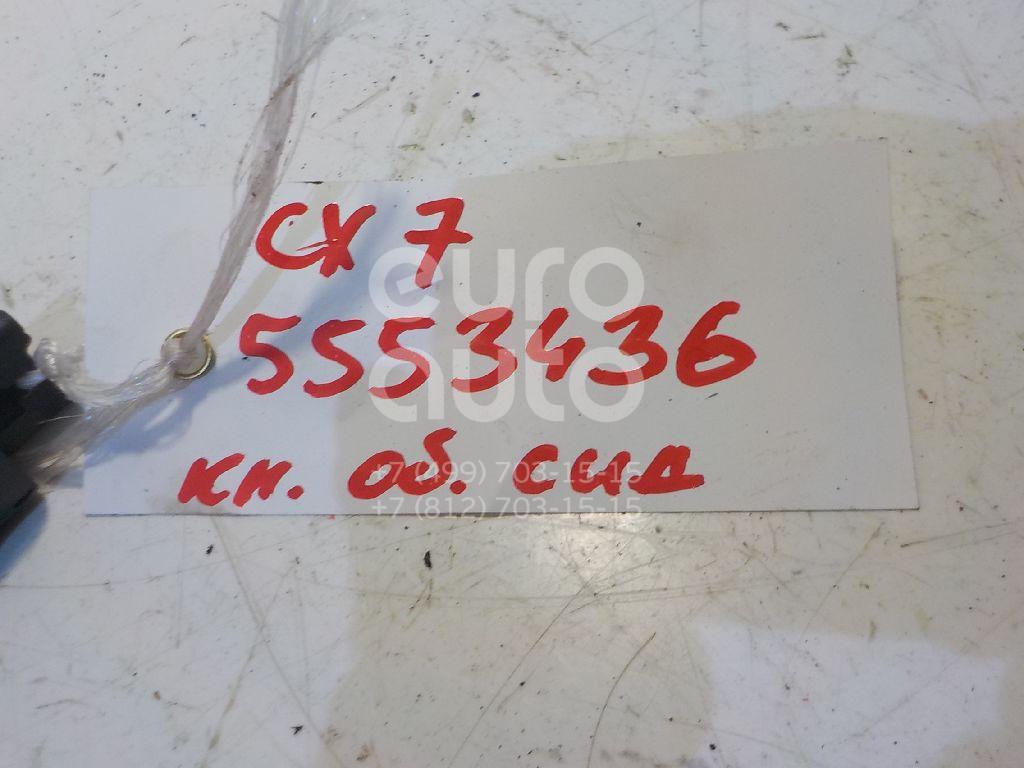 CX 7
5553436
кн. об. сид
euro
auto
+7 (499) 703-15-15
+7 (812) 703-15-15